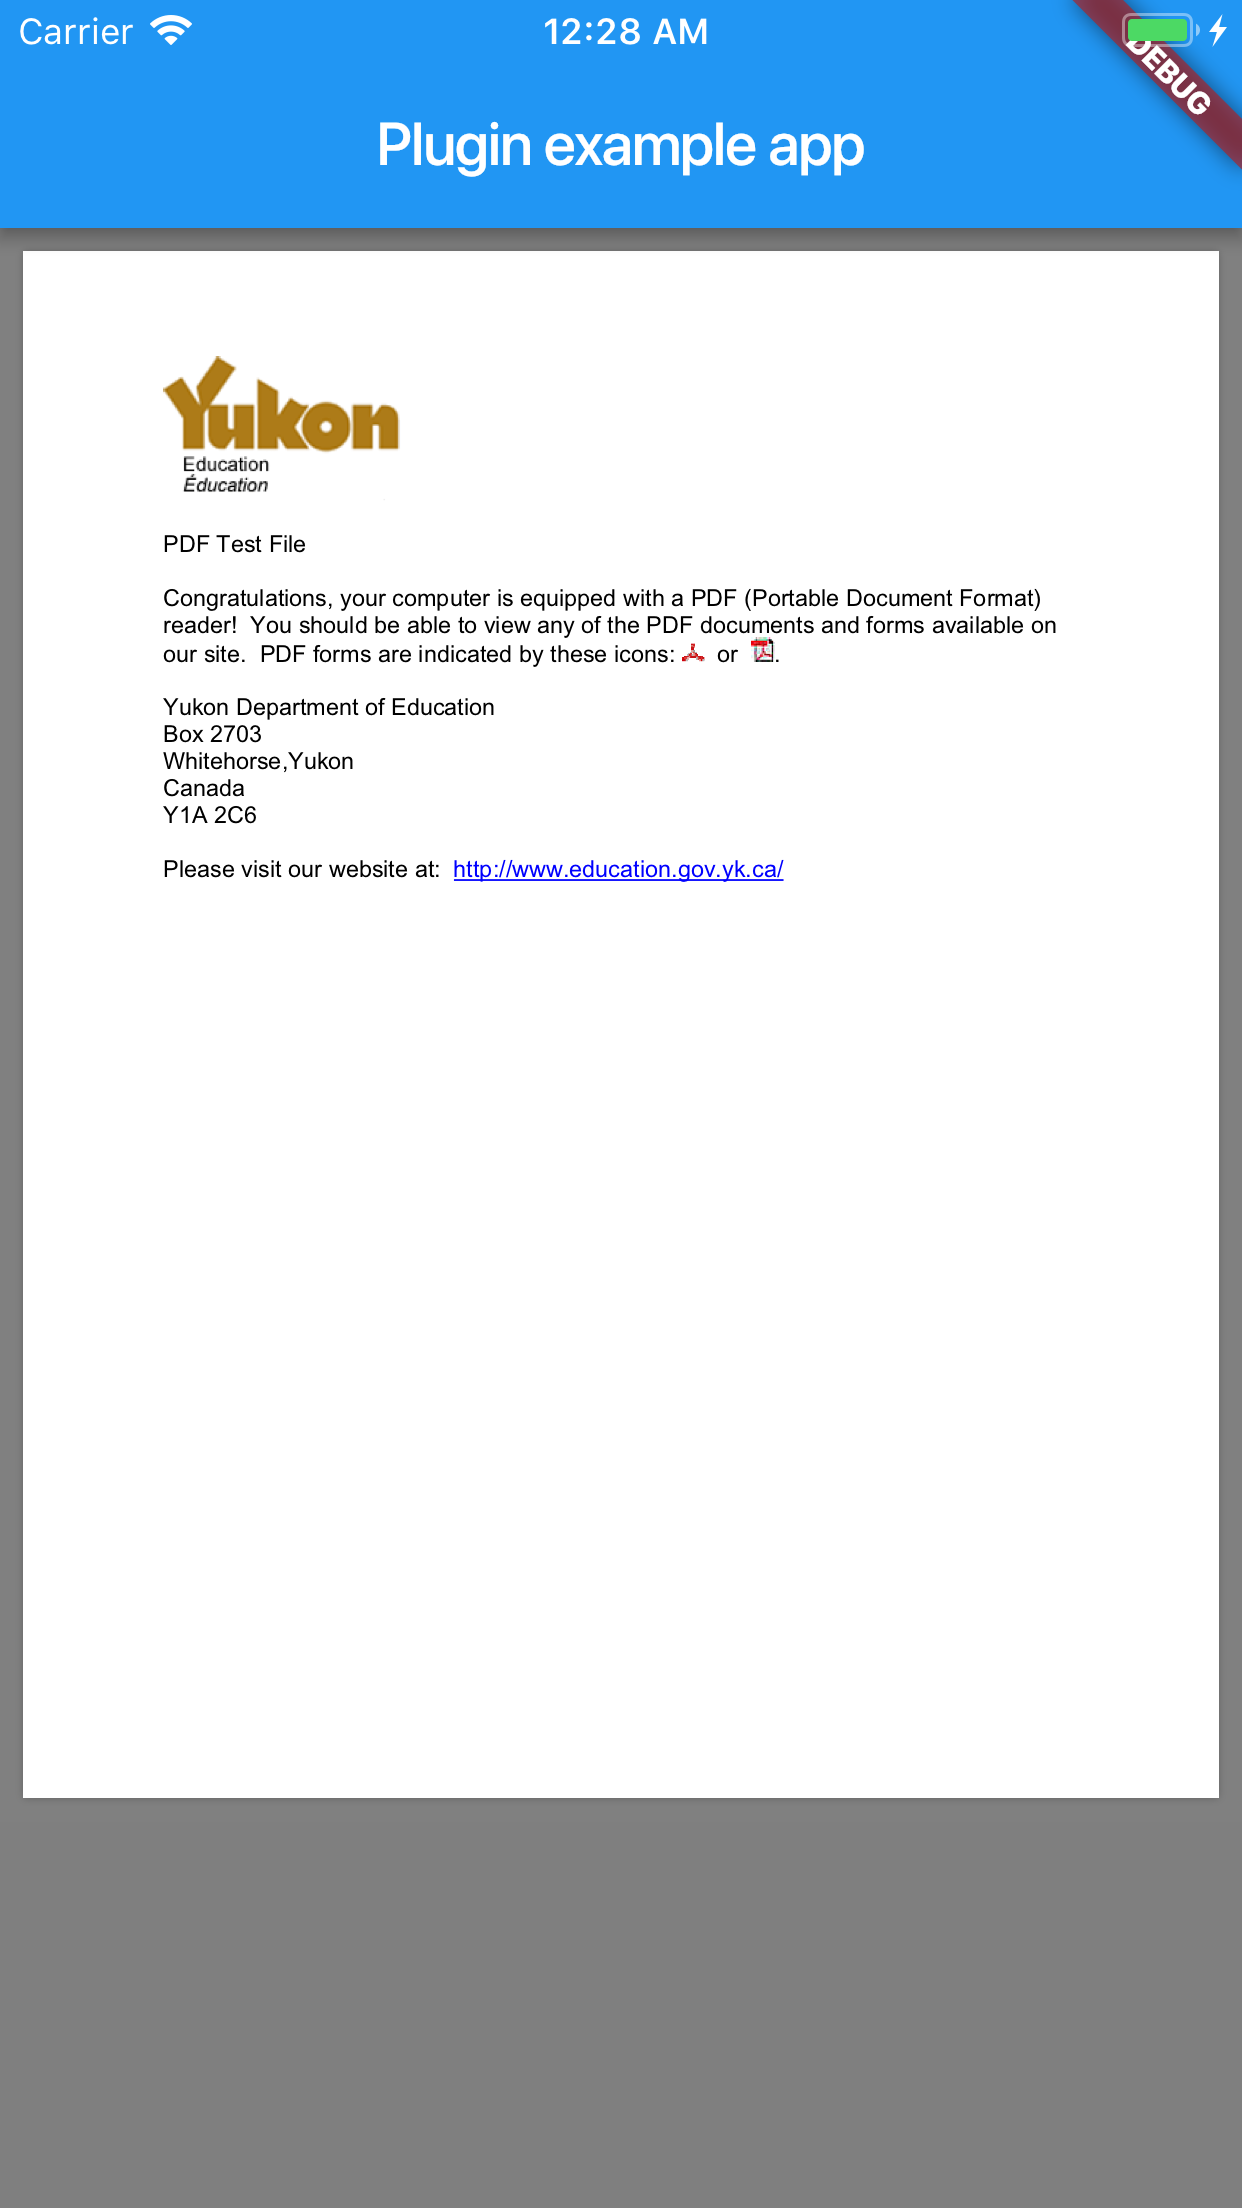 Carrier 12:28 AM
DEBUG
Plugin example app
Yukon
Education
Éducation
PDF Test File
Congratulations, your computer is equipped with a PDF (Portable Document Format)
reader!  You should be able to view any of the PDF documents and forms available on
our site.  PDF forms are indicated by these icons: or .
Yukon Department of Education
Box 2703
Whitehorse,Yukon
Canada
Y1A 2C6
Please visit our website at:  http://www.education.gov.yk.ca/